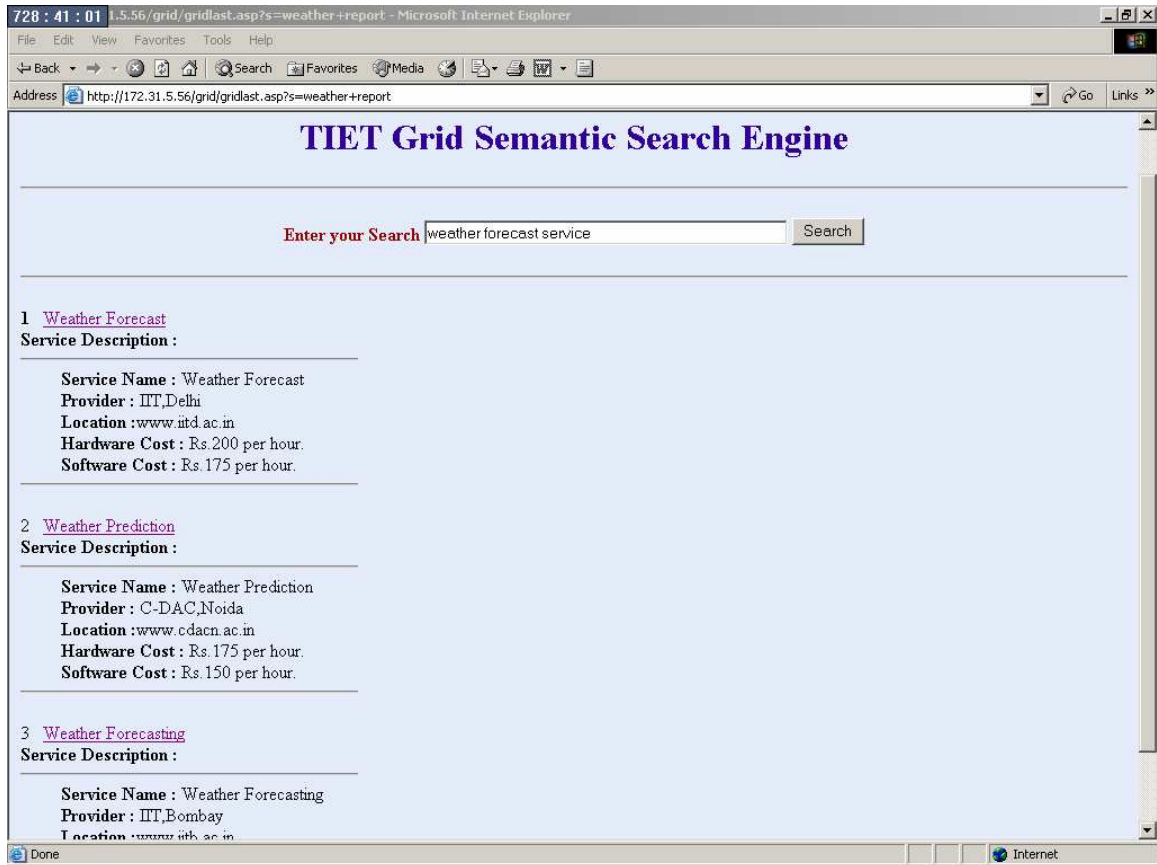 728 : 41 : 01 1.5.56/grid/gridlast.asp?s=weather+report - Microsoft Internet Explorer
File Edit View Favorites Tools Help
Back Search Favorites Media
Address http://172.31.5.56/grid/gridlast.asp?s=weather+report Go Links »
TIET Grid Semantic Search Engine
Enter your Search weather forecast service Search
1 Weather Forecast
Service Description :
Service Name : Weather Forecast
Provider : IIT,Delhi
Location :www.iitd.ac.in
Hardware Cost : Rs.200 per hour.
Software Cost : Rs.175 per hour.
2 Weather Prediction
Service Description :
Service Name : Weather Prediction
Provider : C-DAC,Noida
Location :www.cdacn.ac.in
Hardware Cost : Rs.175 per hour.
Software Cost : Rs.150 per hour.
3 Weather Forecasting
Service Description :
Service Name : Weather Forecasting
Provider : IIT,Bombay
Location :www.iitb.ac.in
Done Internet